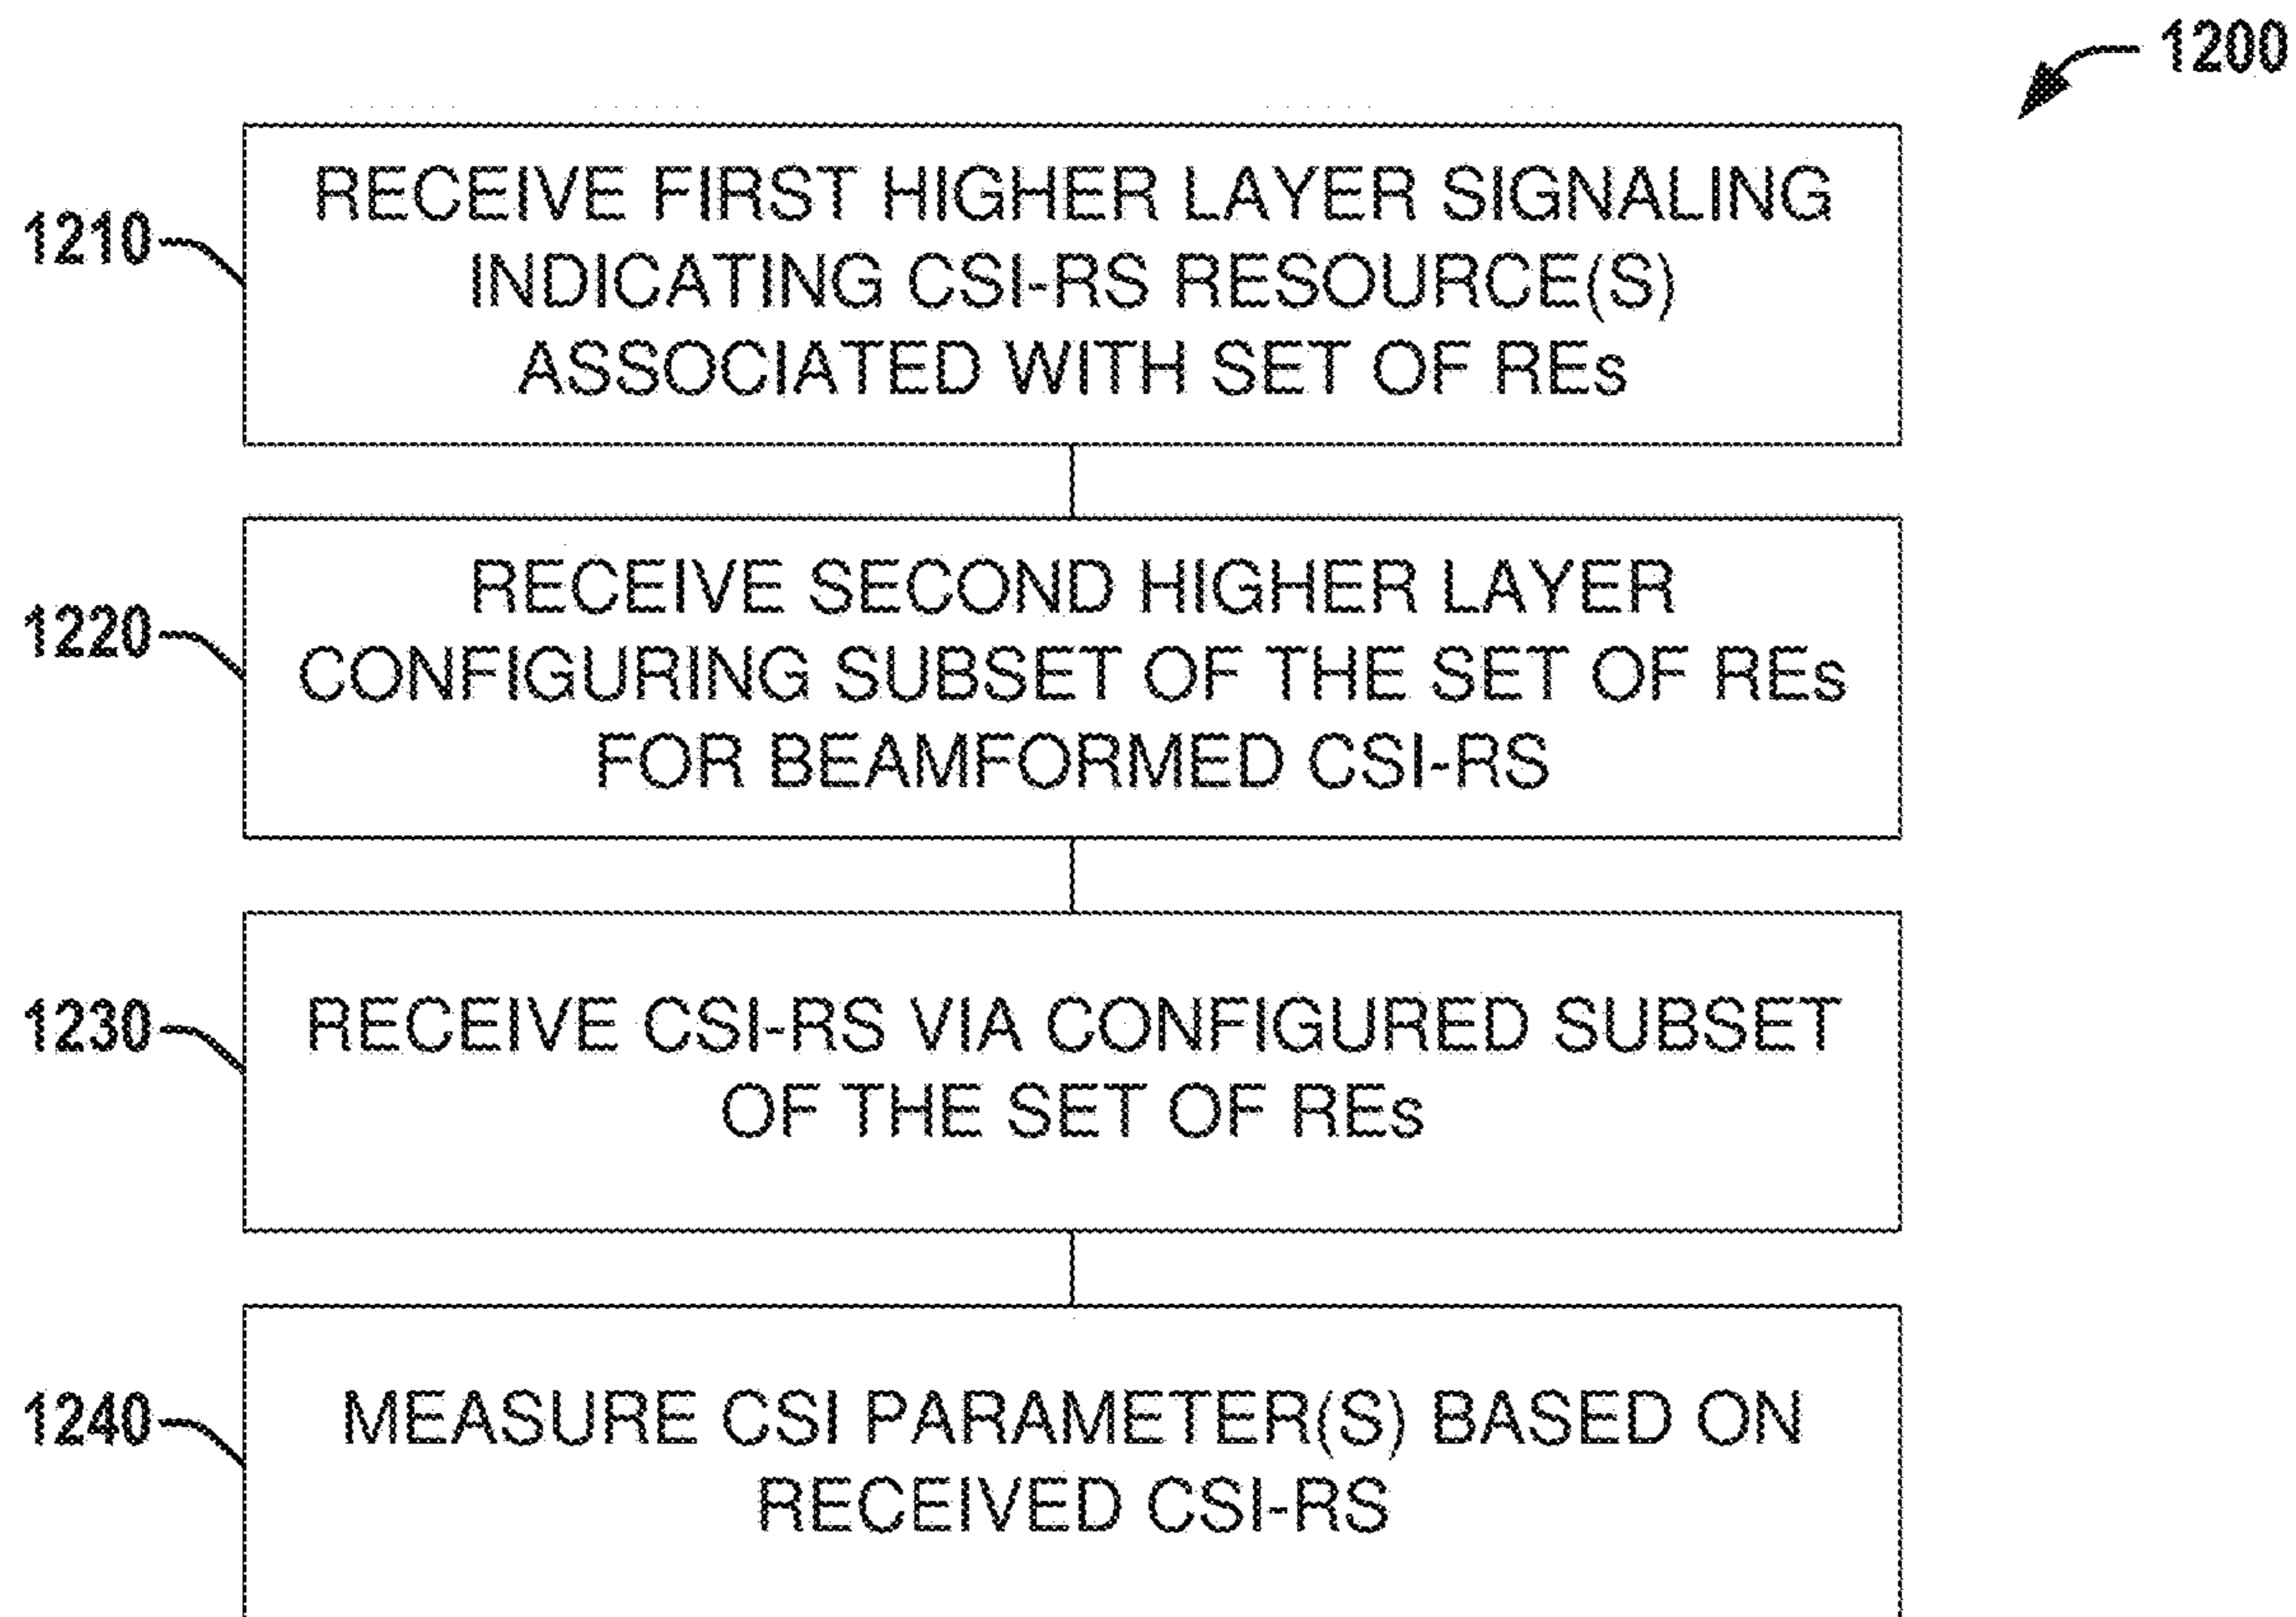 1200
1210
RECEIVE FIRST HIGHER LAYER SIGNALING
INDICATING CSI-RS RESOURCE(S)
ASSOCIATED WITH SET OF REs
1220
RECEIVE SECOND HIGHER LAYER
CONFIGURING SUBSET OF THE SET OF REs
FOR BEAMFORMED CSI-RS
1230
RECEIVE CSI-RS VIA CONFIGURED SUBSET
OF THE SET OF REs
1240
MEASURE CSI PARAMETER(S) BASED ON
RECEIVED CSI-RS